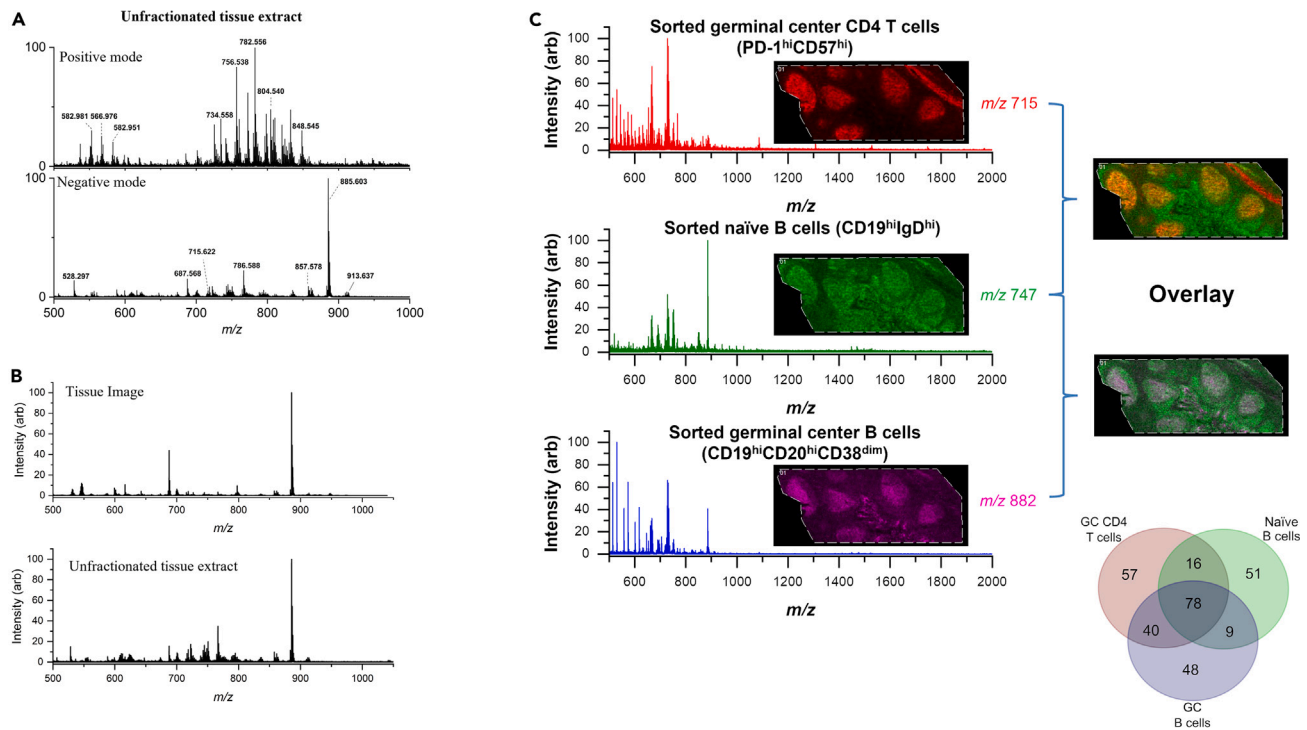 A
Unfractionated tissue extract
Positive mode
100
50
0
582.981
566.976
582.951
734.558
756.538
782.556
804.540
848.545
Negative mode
100
50
0
528.297
687.568
715.622
786.588
857.578
885.603
913.637
500 600 700 800 900 1000
m/z
B
Tissue Image
Intensity (arb)
100
80
60
40
20
0
500 600 700 800 900 1000
m/z
Unfractionated tissue extract
Intensity (arb)
100
80
60
40
20
0
500 600 700 800 900 1000
m/z
C
Sorted germinal center CD4 T cells
(PD-1hiCD57hi)
Intensity (arb)
100
80
60
40
20
0
600 800 1000 1200 1400 1600 1800 2000
m/z
m/z 715
Sorted naïve B cells (CD19hiIgDhi)
Intensity (arb)
100
80
60
40
20
0
600 800 1000 1200 1400 1600 1800 2000
m/z
m/z 747
Sorted germinal center B cells
(CD19hiCD20hiCD38dim)
Intensity (arb)
100
80
60
40
20
0
600 800 1000 1200 1400 1600 1800 2000
m/z
m/z 882
Overlay
GC CD4
T cells
Naïve
B cells
57
16
51
78
40
9
48
GC
B cells